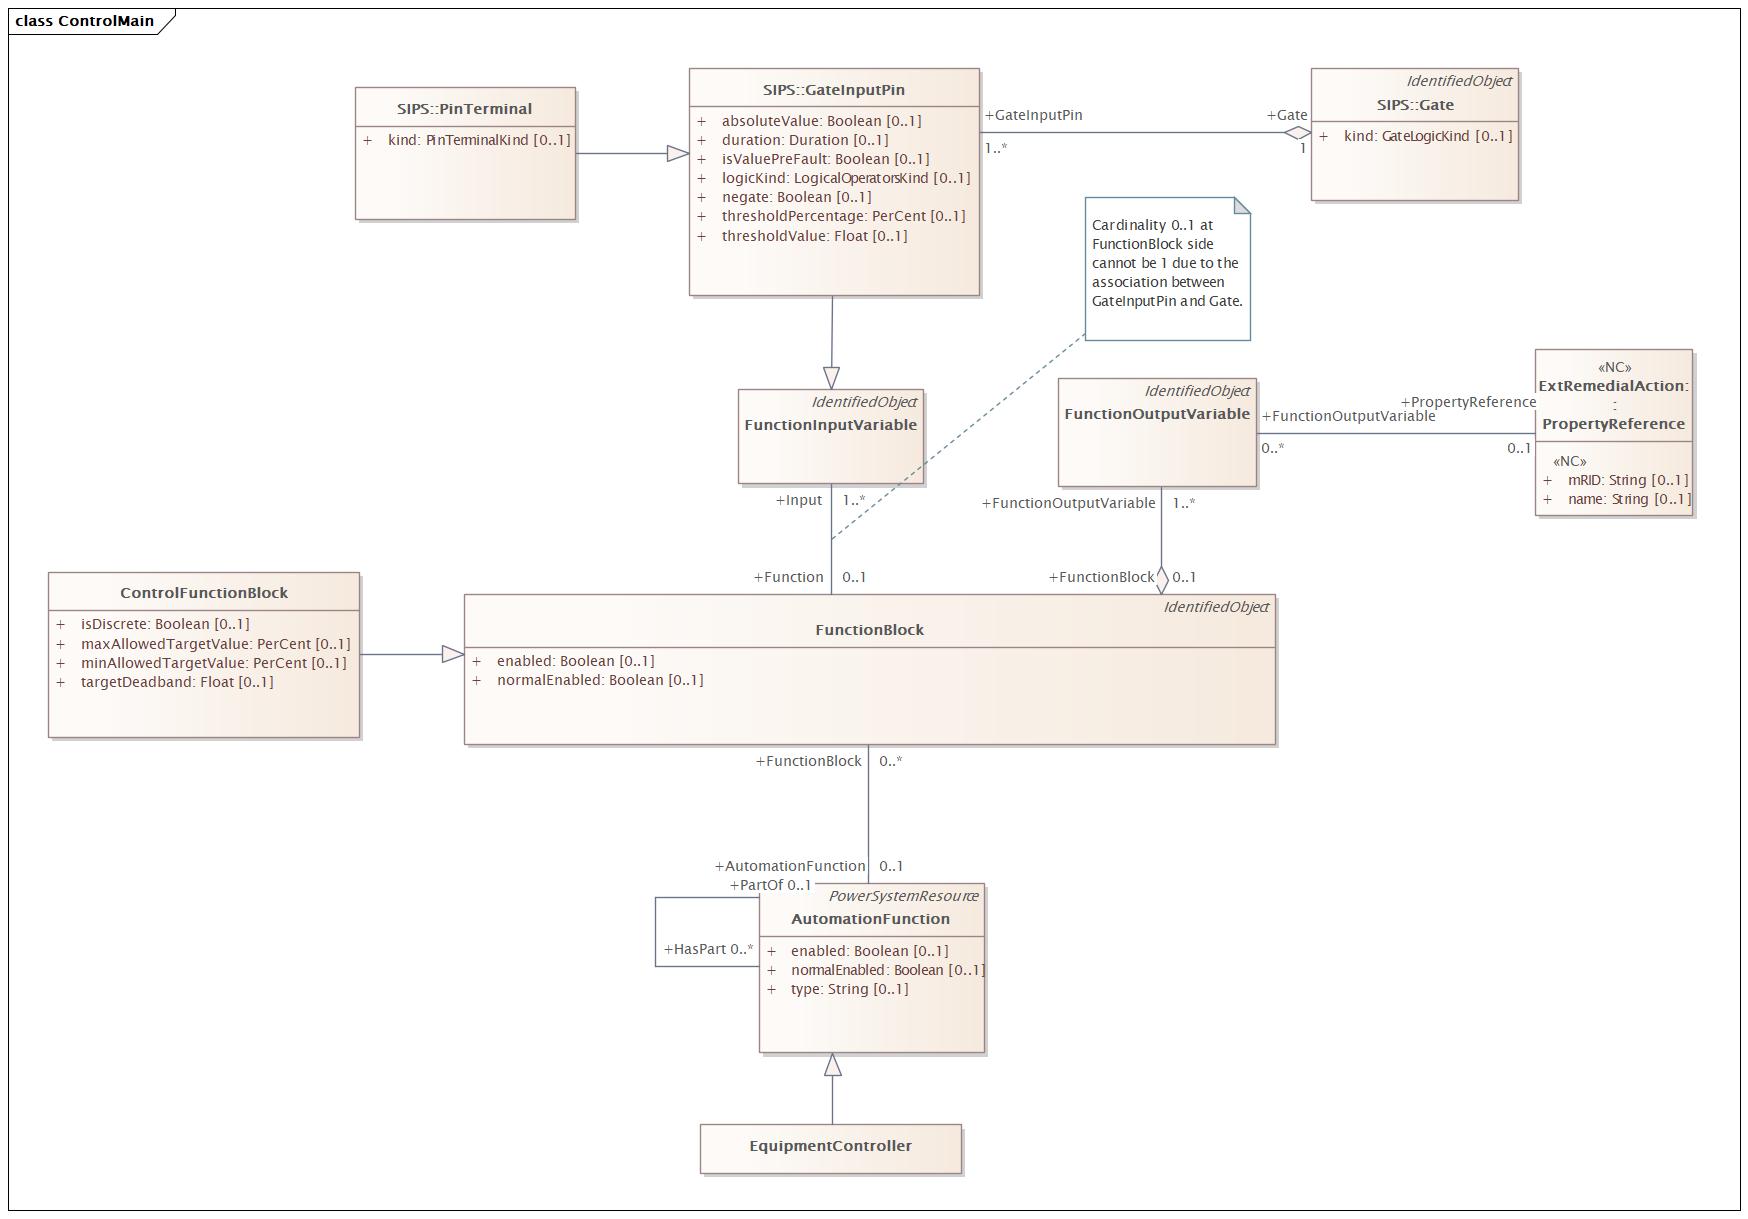 class ControlMain
SIPS::PinTerminal
+ kind: PinTerminalKind [0..1]
SIPS::GateInputPin
+ absoluteValue: Boolean [0..1]
+ duration: Duration [0..1]
+ isValuePreFault: Boolean [0..1]
+ logicKind: LogicalOperatorsKind [0..1]
+ negate: Boolean [0..1]
+ thresholdPercentage: PerCent [0..1]
+ thresholdValue: Float [0..1]
+GateInputPin
1..*
+Gate
1
IdentifiedObject
SIPS::Gate
+ kind: GateLogicKind [0..1]
Cardinality 0..1 at
FunctionBlock side
cannot be 1 due to the
association between
GateInputPin and Gate.
IdentifiedObject
FunctionInputVariable
IdentifiedObject
FunctionOutputVariable
+PropertyReference
+FunctionOutputVariable
0..*
0..1
«NC»
ExtRemedialAction:
:
PropertyReference
«NC»
+ mRID: String [0..1]
+ name: String [0..1]
+Input 1..*
+FunctionOutputVariable 1..*
+Function 0..1
+FunctionBlock 0..1
ControlFunctionBlock
+ isDiscrete: Boolean [0..1]
+ maxAllowedTargetValue: PerCent [0..1]
+ minAllowedTargetValue: PerCent [0..1]
+ targetDeadband: Float [0..1]
IdentifiedObject
FunctionBlock
+ enabled: Boolean [0..1]
+ normalEnabled: Boolean [0..1]
+FunctionBlock 0..*
+AutomationFunction 0..1
+PartOf 0..1
+HasPart 0..*
PowerSystemResource
AutomationFunction
+ enabled: Boolean [0..1]
+ normalEnabled: Boolean [0..1]
+ type: String [0..1]
EquipmentController